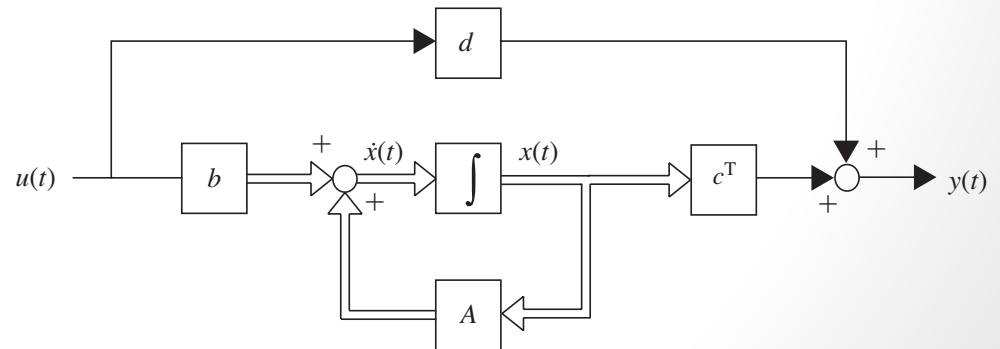 d
u(t)
b
+
ẋ(t)
+
∫
x(t)
cᵀ
+
+
y(t)
A